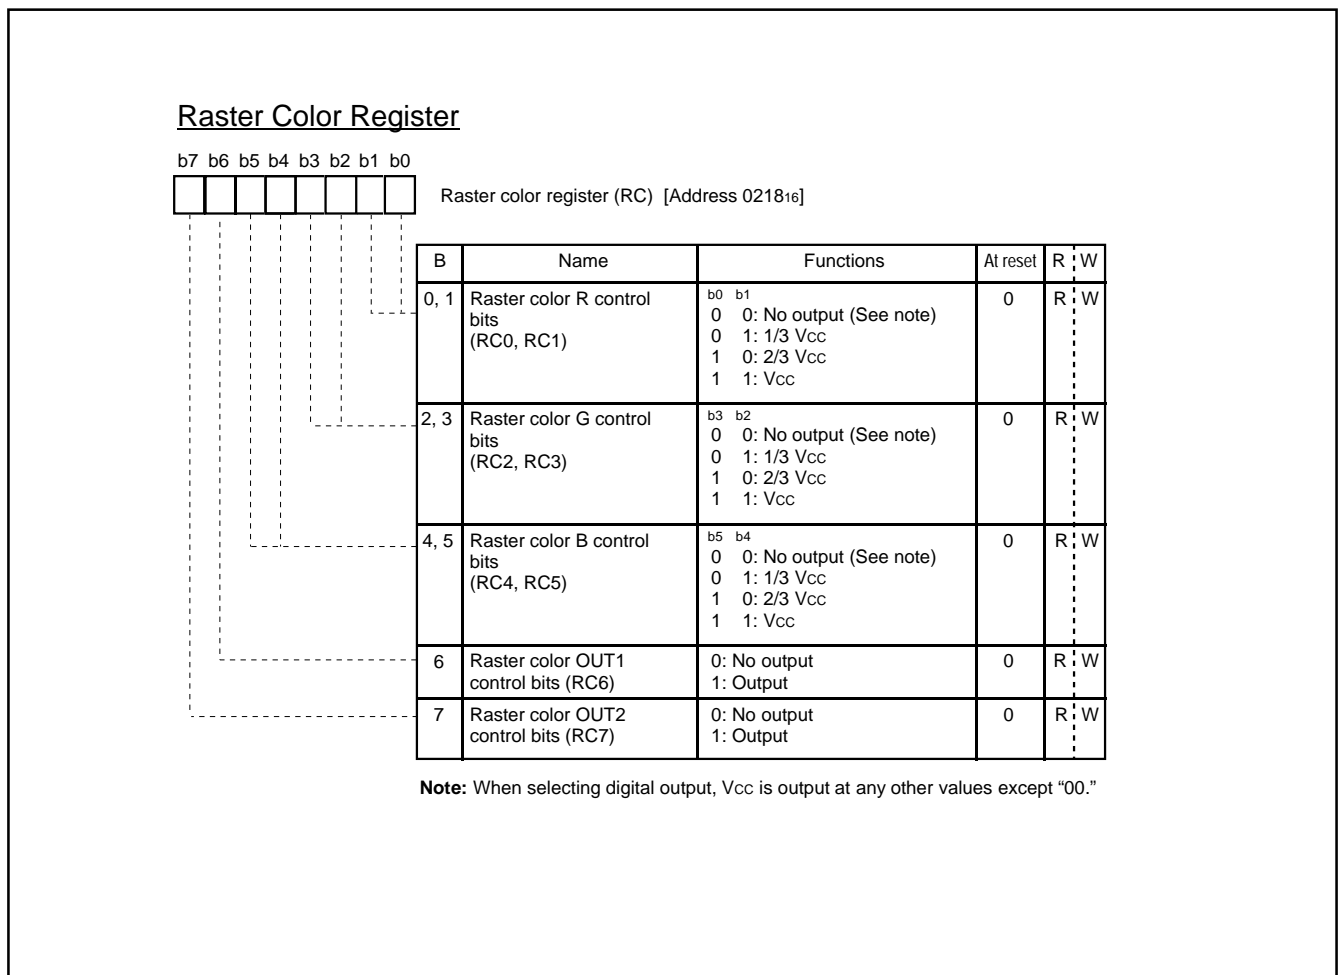 Raster Color Register
b7 b6 b5 b4 b3 b2 b1 b0
Raster color register (RC) [Address 021816]
B Name Functions At reset R W
0, 1 Raster color R control bits (RC0, RC1)
b0 b1
0 0: No output (See note)
0 1: 1/3 VCC
1 0: 2/3 VCC
1 1: VCC
0 R W
2, 3 Raster color G control bits (RC2, RC3)
b3 b2
0 0: No output (See note)
0 1: 1/3 VCC
1 0: 2/3 VCC
1 1: VCC
0 R W
4, 5 Raster color B control bits (RC4, RC5)
b5 b4
0 0: No output (See note)
0 1: 1/3 VCC
1 0: 2/3 VCC
1 1: VCC
0 R W
6 Raster color OUT1 control bits (RC6)
0: No output
1: Output
0 R W
7 Raster color OUT2 control bits (RC7)
0: No output
1: Output
0 R W
Note: When selecting digital output, VCC is output at any other values except “00.”